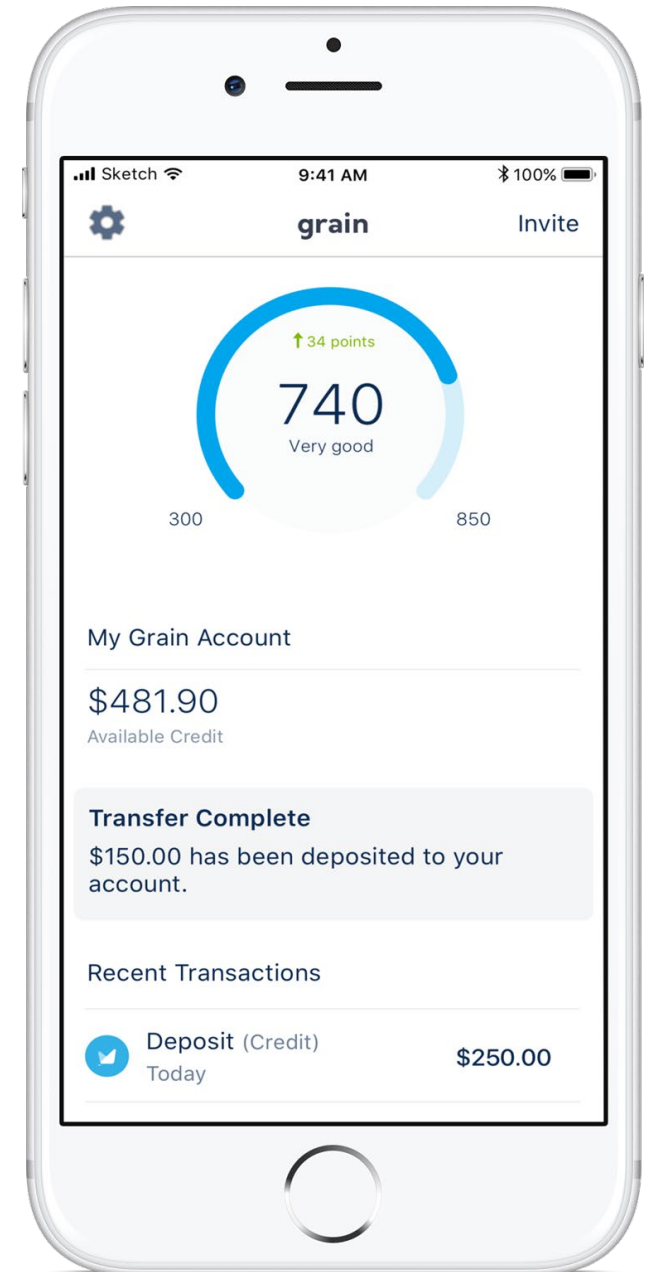 Sketch 9:41 AM 100%
grain Invite
↑ 34 points
740
Very good
300 850
My Grain Account
$481.90
Available Credit
Transfer Complete
$150.00 has been deposited to your
account.
Recent Transactions
Deposit (Credit) $250.00
Today